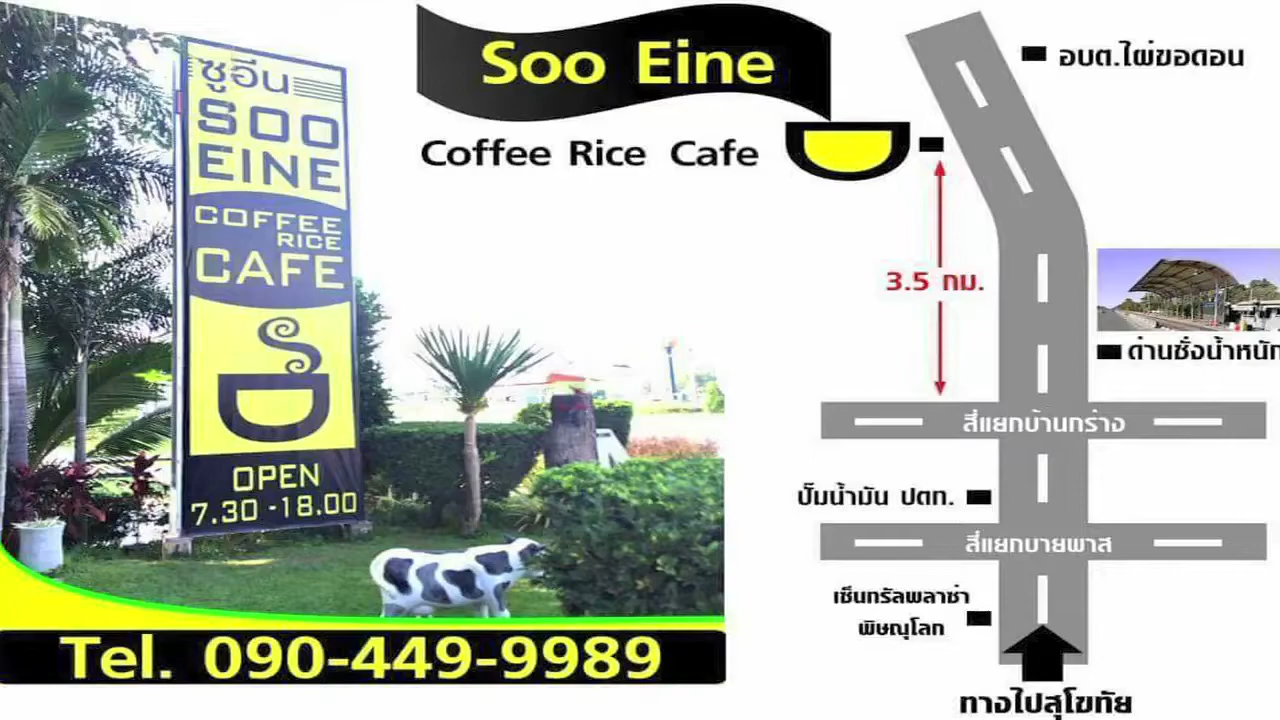 ซูอีน
SOO
EINE
COFFEE
RICE
CAFE
OPEN
7.30 -18.00
Tel. 090-449-9989
Soo Eine
Coffee Rice Cafe
อบต.ไผ่ขอดอน
3.5 กม.
ด่านชั่งน้ำหนัก
สี่แยกบ้านกร่าง
ปั๊มน้ำมัน ปตท.
สี่แยกบายพาส
เซ็นทรัลพลาซ่า
พิษณุโลก
ทางไปสุโขทัย